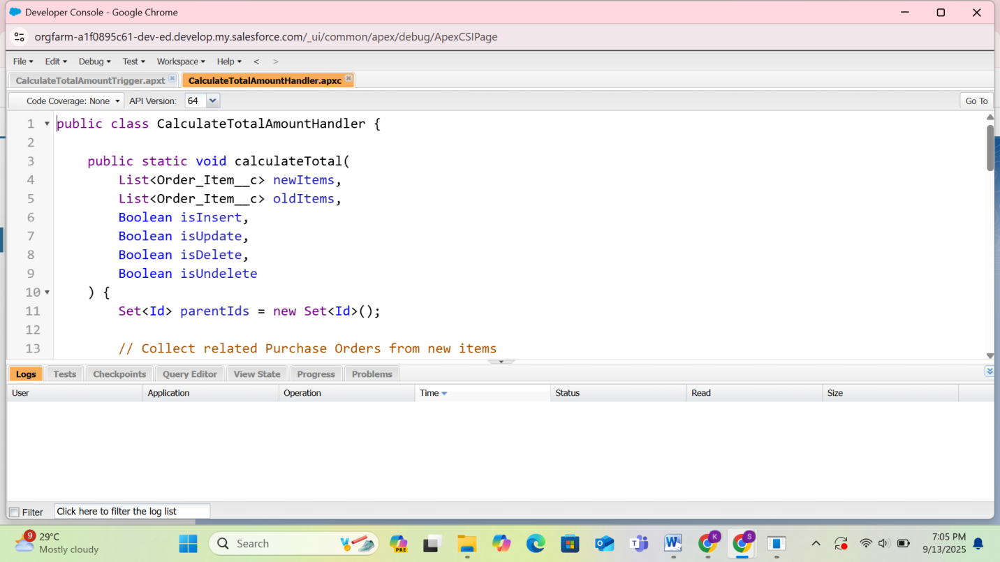 Developer Console - Google Chrome
orgfarm-a1f0895c61-dev-ed.develop.my.salesforce.com/_ui/common/apex/debug/ApexCSIPage
File Edit Debug Test Workspace Help < >
CalculateTotalAmountTrigger.apxt CalculateTotalAmountHandler.apxc
Code Coverage: None API Version: 64 Go To
1 public class CalculateTotalAmountHandler {
2
3 public static void calculateTotal(
4 List<Order_Item__c> newItems,
5 List<Order_Item__c> oldItems,
6 Boolean isInsert,
7 Boolean isUpdate,
8 Boolean isDelete,
9 Boolean isUndelete
10 ) {
11 Set<Id> parentIds = new Set<Id>();
12
13 // Collect related Purchase Orders from new items
Logs Tests Checkpoints Query Editor View State Progress Problems
User Application Operation Time Status Read Size
Filter Click here to filter the log list
9 29°C
Mostly cloudy
Search
PRE
K
S
7:05 PM
9/13/2025